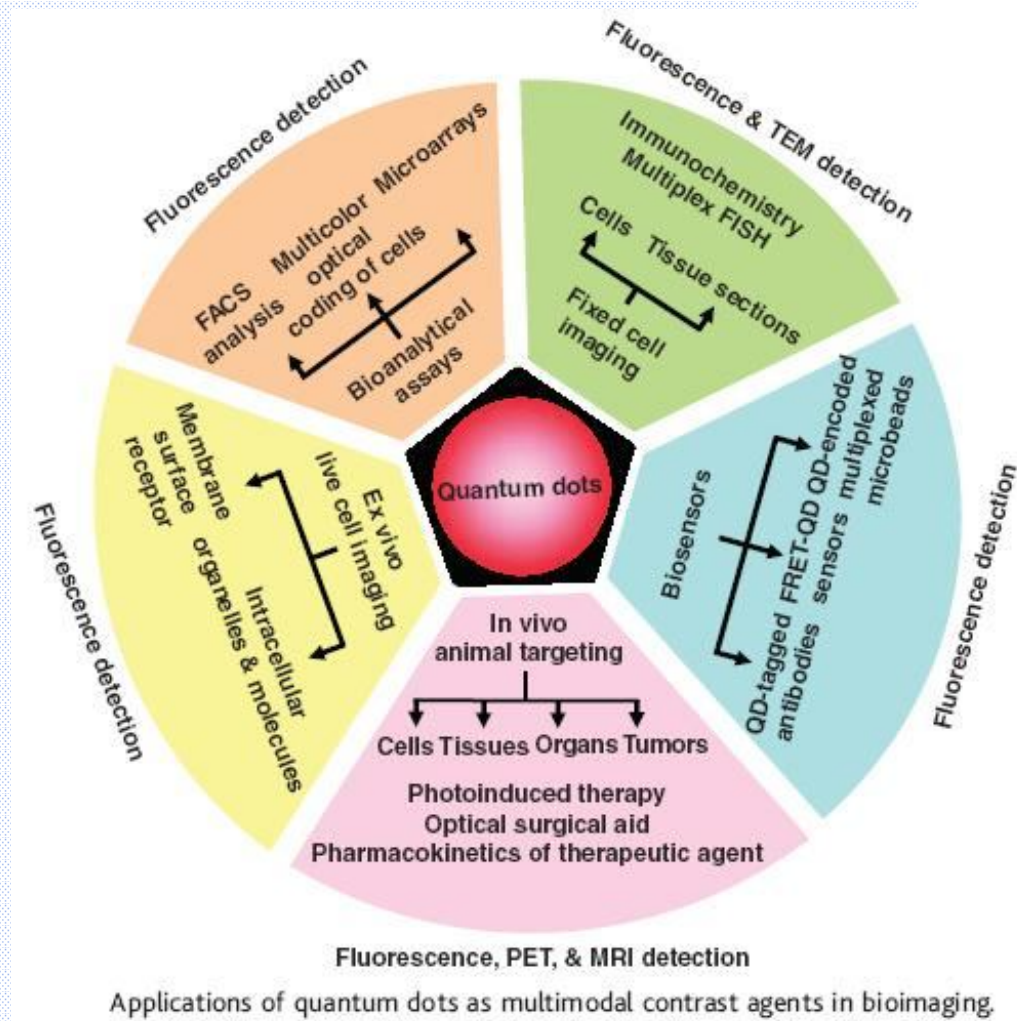 Fluorescence detection
FACS
analysis
Multicolor
optical
coding of cells
Microarrays
Bioanalytical
assays
Fluorescence & TEM detection
Immunochemistry
Multiplex FISH
Cells
Tissue sections
Fixed cell
imaging
Fluorescence detection
Biosensors
QD-tagged
antibodies
FRET-QD
sensors
QD-encoded
multiplexed
microbeads
Fluorescence, PET, & MRI detection
In vivo
animal targeting
Cells Tissues Organs Tumors
Photoinduced therapy
Optical surgical aid
Pharmacokinetics of therapeutic agent
Fluorescence detection
Ex vivo
live cell imaging
Membrane
surface
receptor
Intracellular
organelles & molecules
Quantum dots
Applications of quantum dots as multimodal contrast agents in bioimaging.